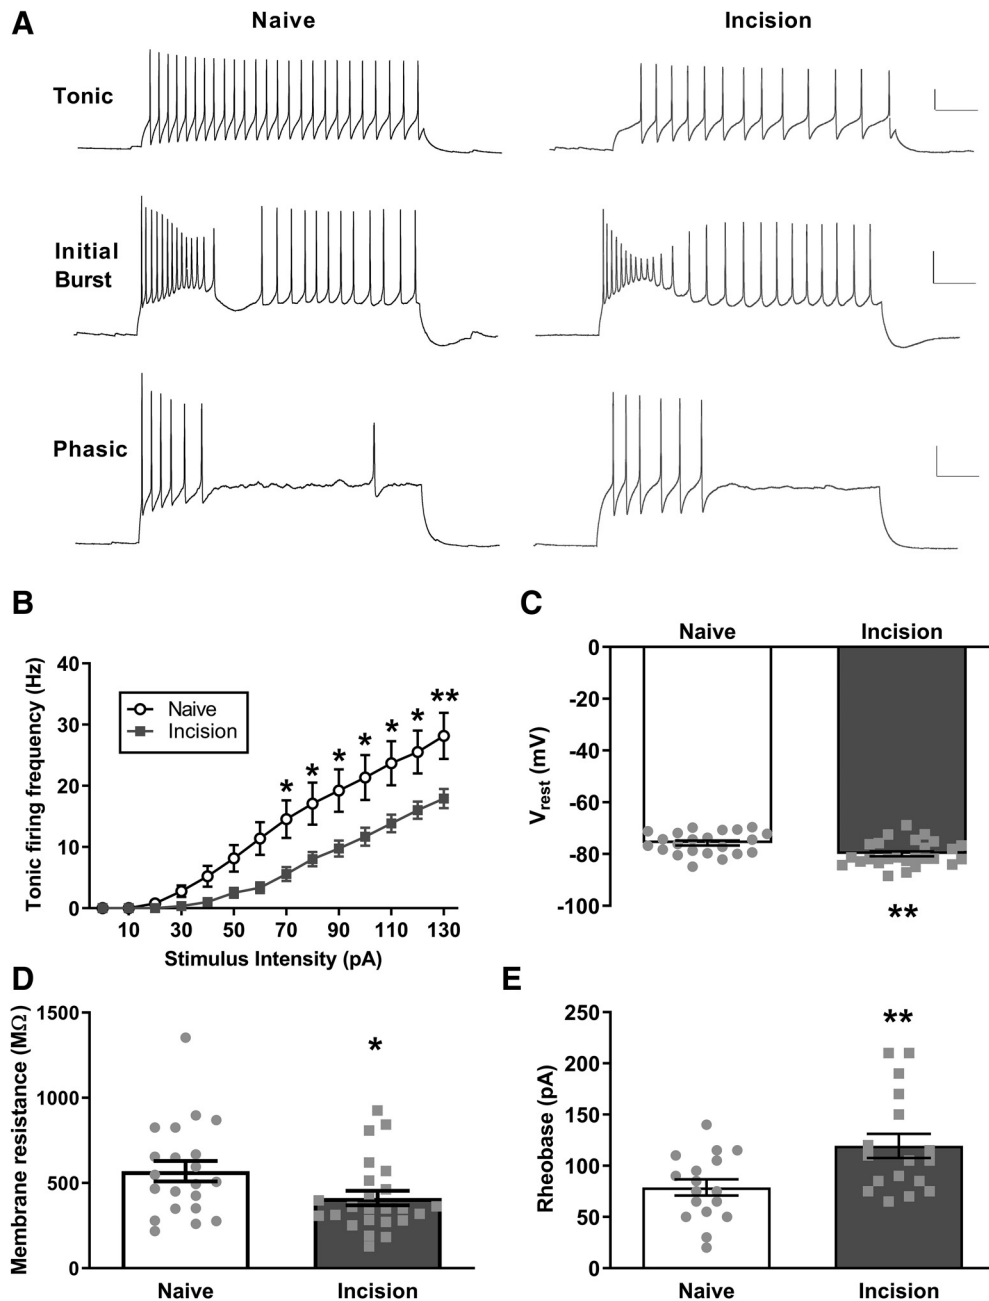 A
Naive
Incision
Tonic
Initial
Burst
Phasic
B
Tonic firing frequency (Hz)
40
30
20
10
0
Naive
Incision
* * * * * * **
10 30 50 70 90 110 130
Stimulus Intensity (pA)
C
Naive
Incision
Vrest (mV)
0
-20
-40
-60
-80
-100
**
D
Membrane resistance (MΩ)
1500
1000
500
0
*
Naive
Incision
E
Rheobase (pA)
250
200
150
100
50
0
**
Naive
Incision